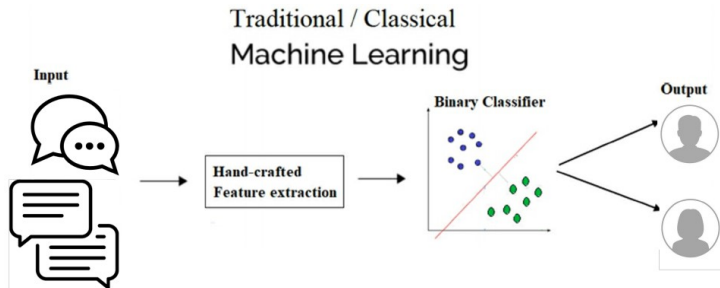 Traditional / Classical
Machine Learning
Input
Hand-crafted
Feature extraction
Binary Classifier
Output